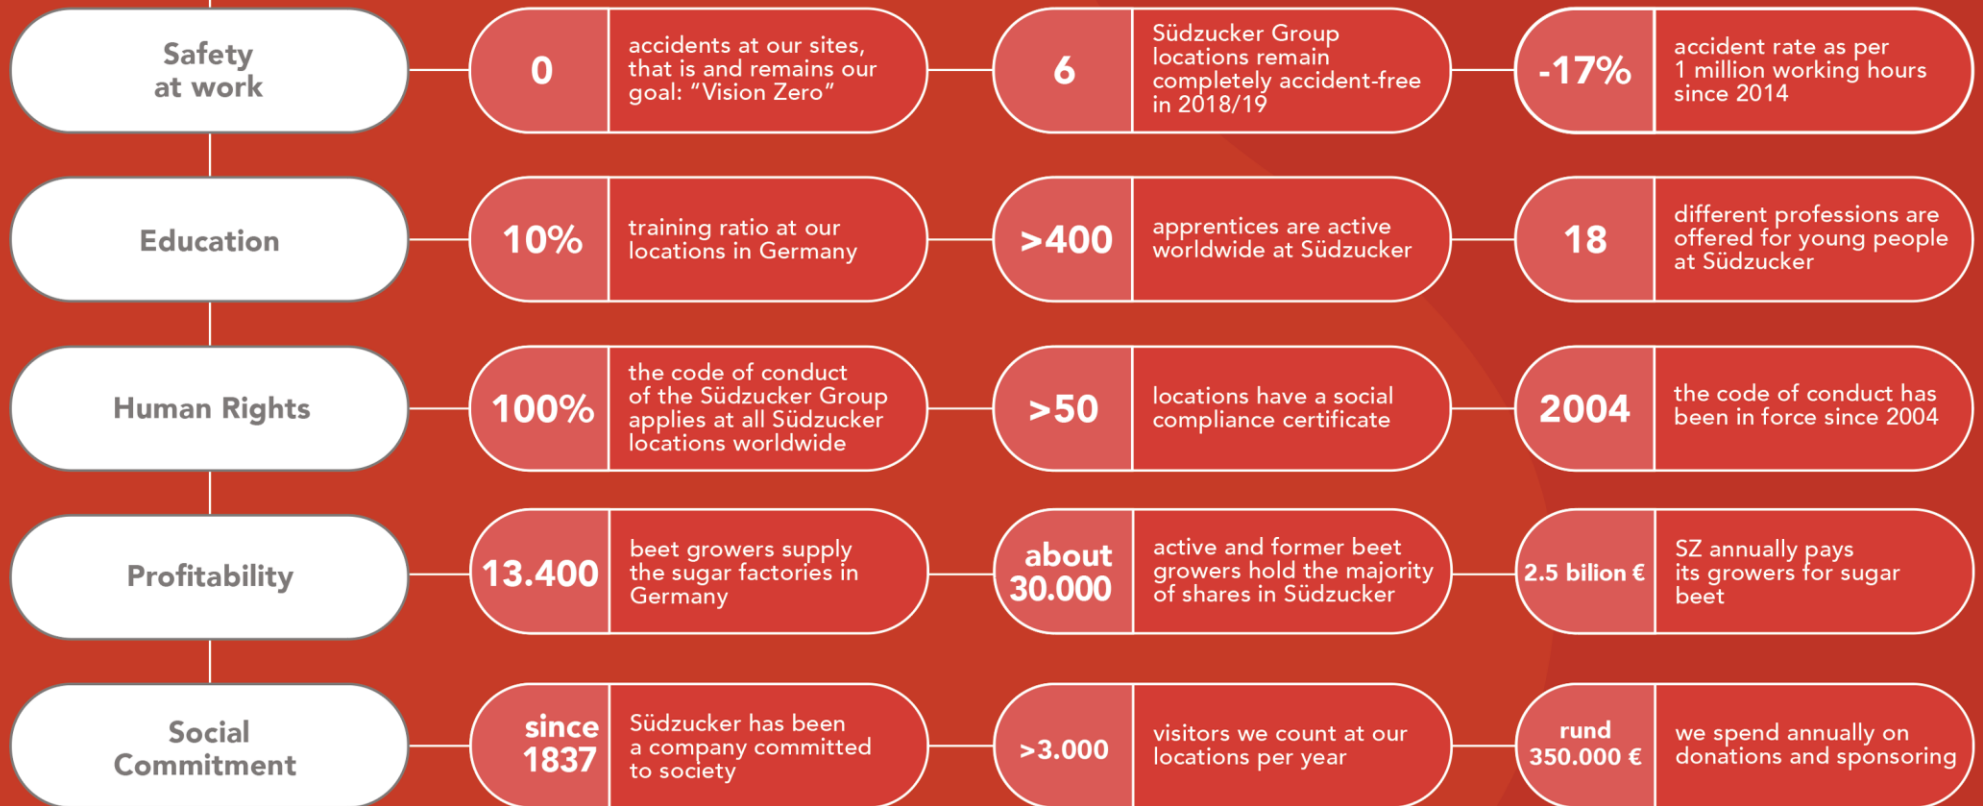 Safety
at work
0
accidents at our sites,
that is and remains our
goal: “Vision Zero”
6
Südzucker Group
locations remain
completely accident-free
in 2018/19
-17%
accident rate as per
1 million working hours
since 2014
Education
10%
training ratio at our
locations in Germany
>400
apprentices are active
worldwide at Südzucker
18
different professions are
offered for young people
at Südzucker
Human Rights
100%
the code of conduct
of the Südzucker Group
applies at all Südzucker
locations worldwide
>50
locations have a social
compliance certificate
2004
the code of conduct has
been in force since 2004
Profitability
13.400
beet growers supply
the sugar factories in
Germany
about
30.000
active and former beet
growers hold the majority
of shares in Südzucker
2.5 bilion €
SZ annually pays
its growers for sugar
beet
Social
Commitment
since
1837
Südzucker has been
a company committed
to society
>3.000
visitors we count at our
locations per year
rund
350.000 €
we spend annually on
donations and sponsoring